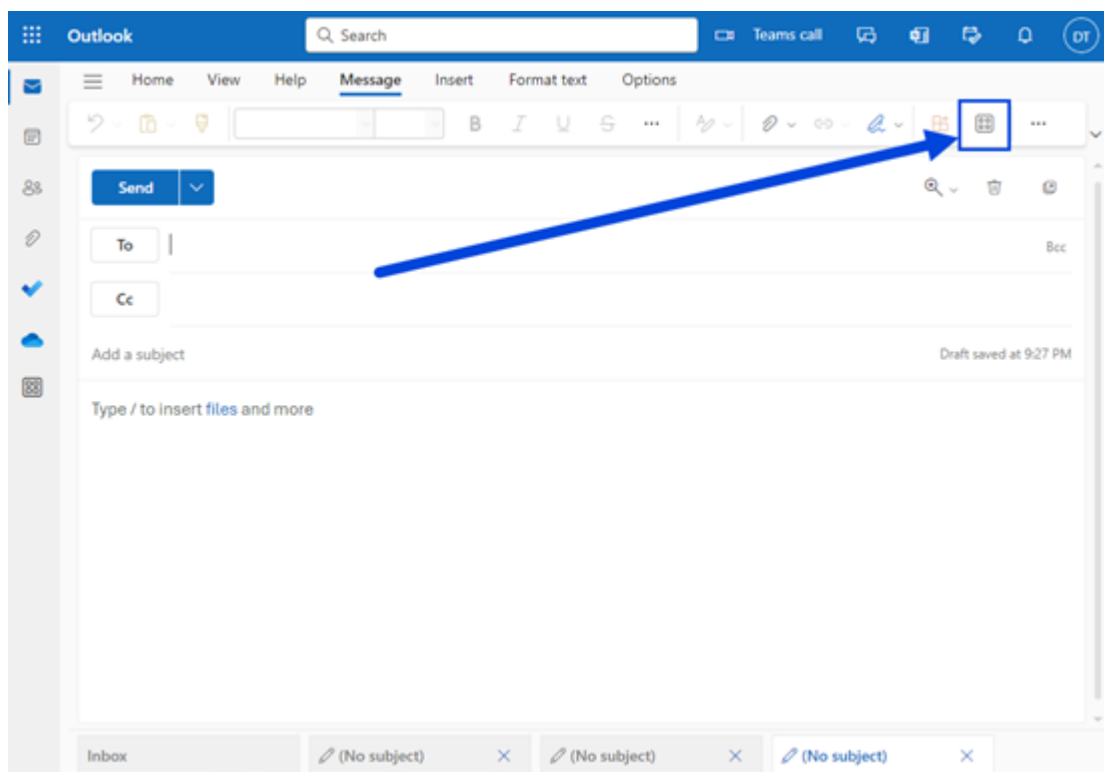 Outlook Search Teams call DT
Home View Help Message Insert Format text Options
B I U S ...
Send
To Bcc
Cc
Add a subject Draft saved at 9:27 PM
Type / to insert files and more
Inbox (No subject) (No subject) (No subject)